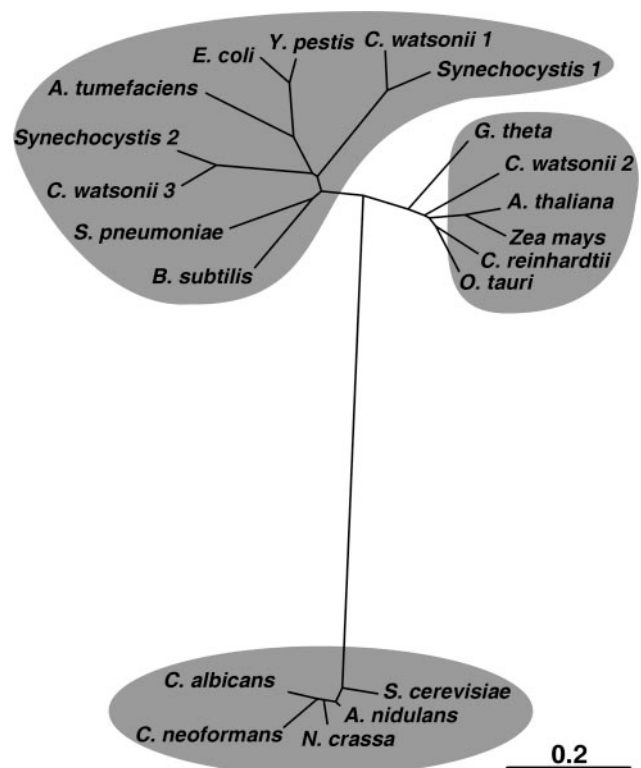 Y. pestis
C. watsonii 1
E. coli
Synechocystis 1
A. tumefaciens
G. theta
Synechocystis 2
C. watsonii 2
C. watsonii 3
A. thaliana
S. pneumoniae
Zea mays
C. reinhardtii
B. subtilis
O. tauri
C. albicans
S. cerevisiae
A. nidulans
C. neoformans
N. crassa
0.2